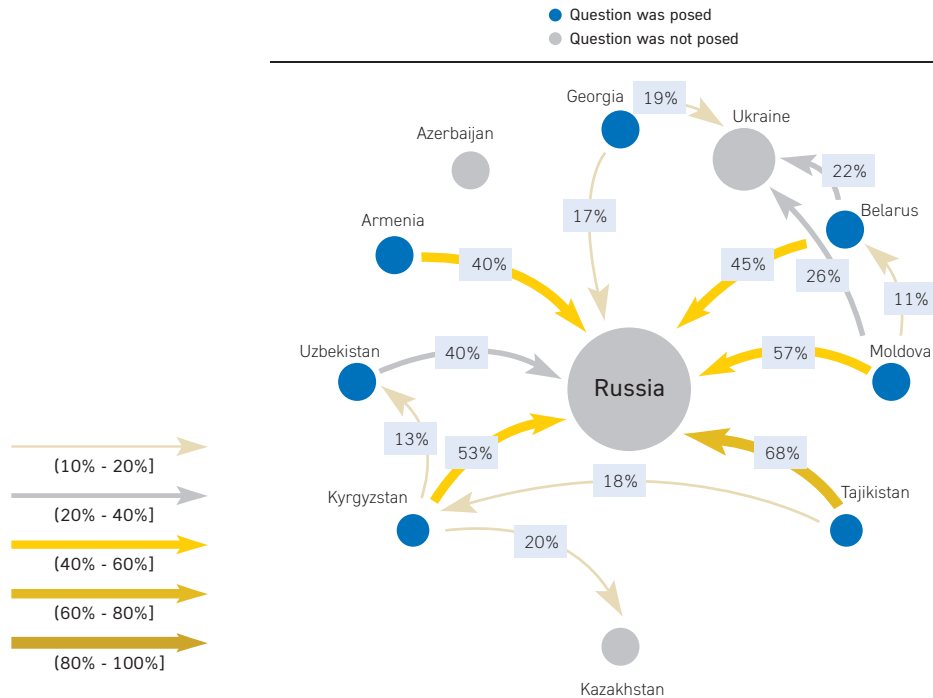 Question was posed
Question was not posed
Georgia
19%
Ukraine
Azerbaijan
22%
Armenia
17%
Belarus
40%
45%
26%
11%
Uzbekistan
40%
57%
Moldova
Russia
13%
53%
68%
(10% - 20%]
18%
Kyrgyzstan
Tajikistan
(20% - 40%]
20%
(40% - 60%]
(60% - 80%]
(80% - 100%]
Kazakhstan